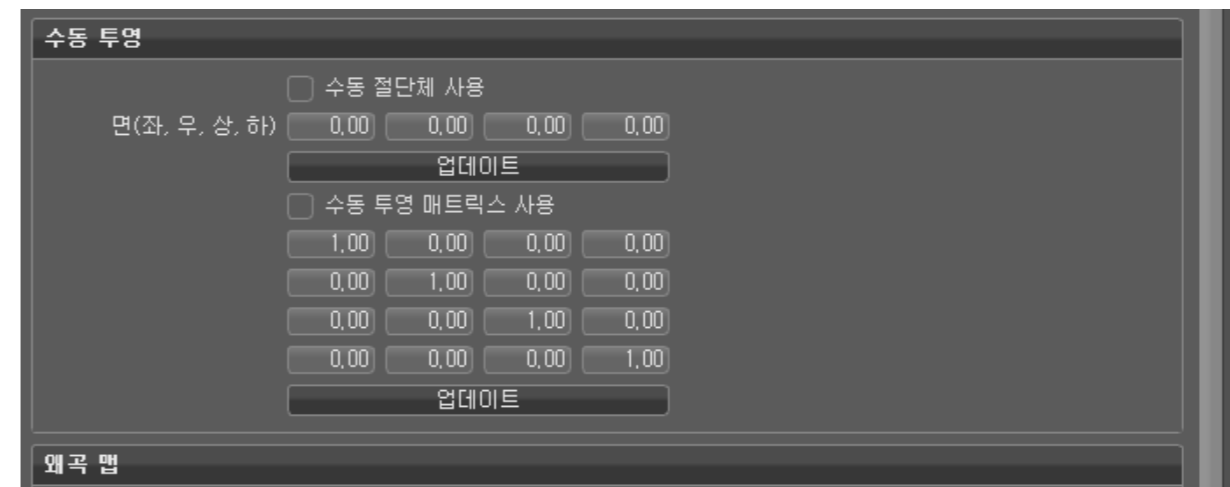 수동 투영
수동 절단체 사용
면(좌, 우, 상, 하) 0,00 0,00 0,00 0,00
업데이트
수동 투영 매트릭스 사용
1,00 0,00 0,00 0,00
0,00 1,00 0,00 0,00
0,00 0,00 1,00 0,00
0,00 0,00 0,00 1,00
업데이트
왜곡 맵